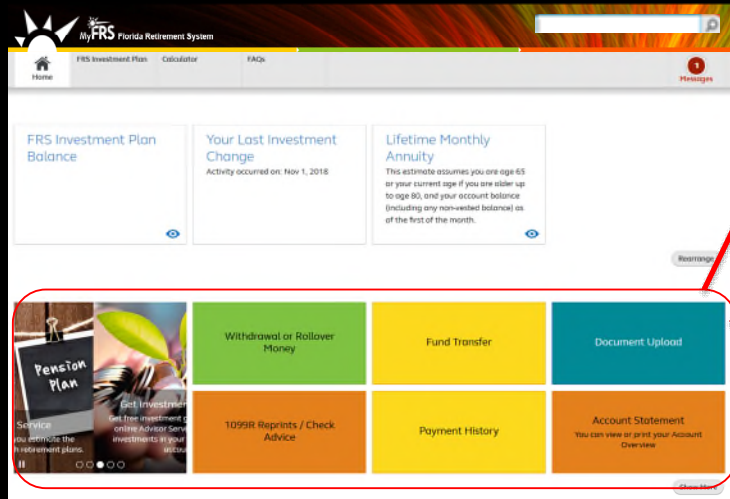 MyFRS Florida Retirement System
Home
FRS Investment Plan
Calculator
FAQs
1
Messages
FRS Investment Plan
Balance
Your Last Investment
Change
Activity occurred on: Nov 1, 2018
Lifetime Monthly
Annuity
This estimate assumes you are age 65
or your current age if you are older up
to age 80, and your account balance
(including any non-vested balance) as
of the first of the month.
Rearrange
Pension
Plan
Service
you estimate the
retirement plans.
Get Investmen
Get free investment g
online Advisor Serv
investments in your
accou
Withdrawal or Rollover
Money
Fund Transfer
Document Upload
1099R Reprints / Check
Advice
Payment History
Account Statement
You can view or print your Account
Overview
Show More